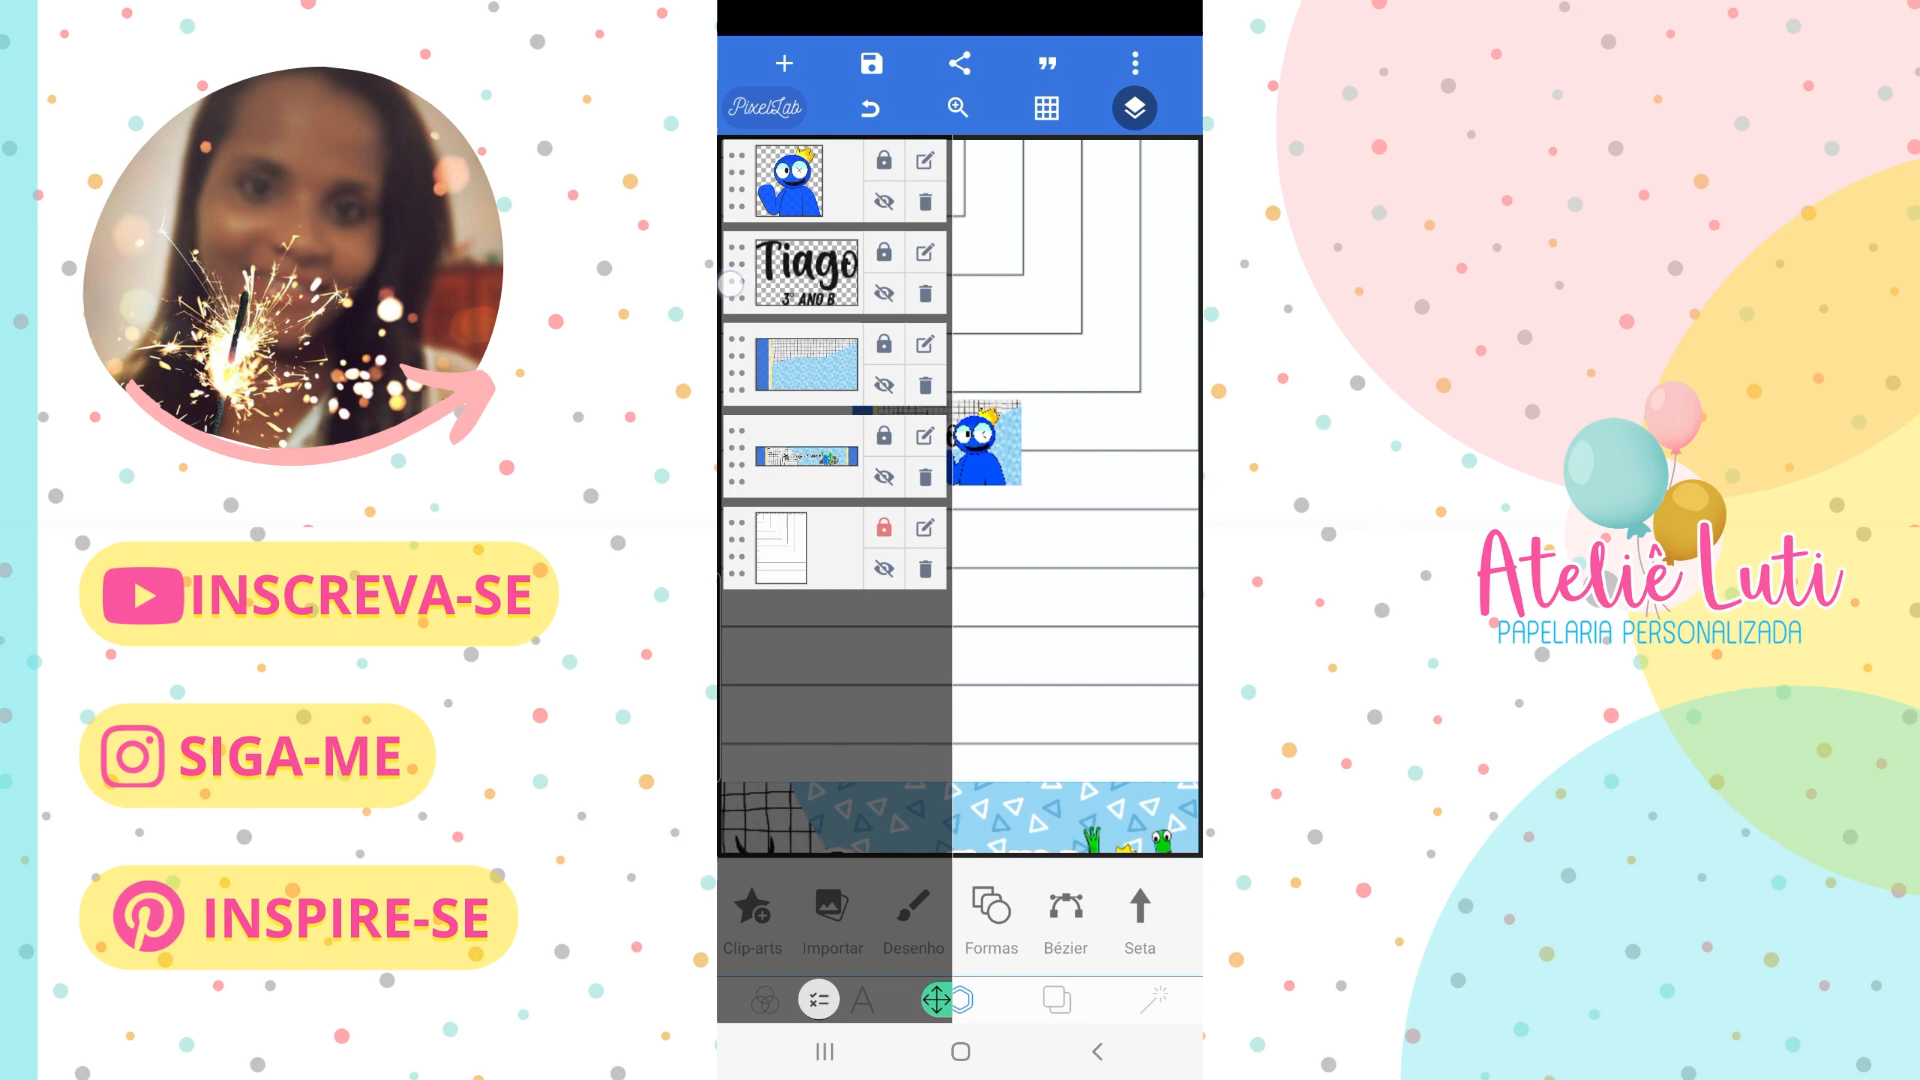 INSCREVA-SE
SIGA-ME
INSPIRE-SE
PixelLab
Tiago
3° ANO B
Clip-arts
Importar
Desenho
Formas
Bézier
Seta
Ateliê Luti
PAPELARIA PERSONALIZADA